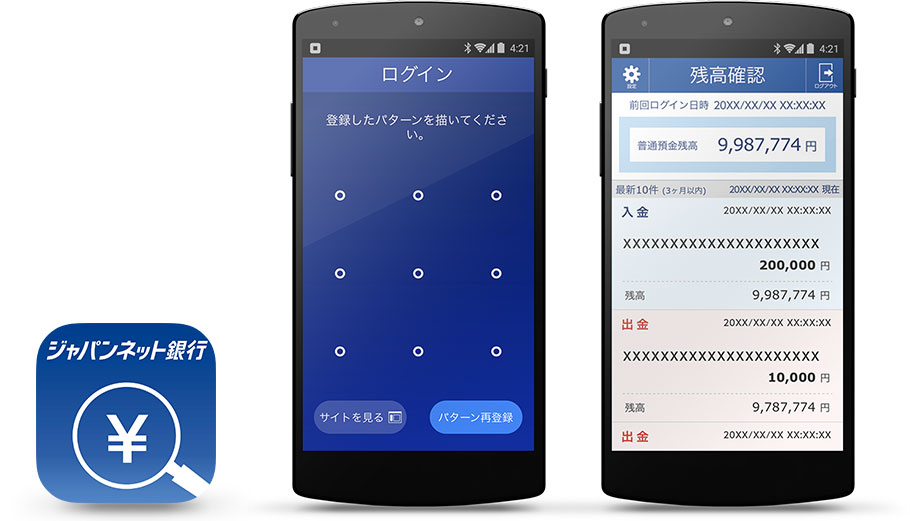 ジャパンネット銀行
¥
4:21
ログイン
登録したパターンを描いてくださ
い。
サイトを見る
パターン再登録
4:21
設定
残高確認
ログアウト
前回ログイン日時 20XX/XX/XX XX:XX:XX
普通預金残高 9,987,774 円
最新10件 (3ヶ月以内) 20XX/XX/XX XX:XX:XX 現在
入金 20XX/XX/XX XX:XX:XX
XXXXXXXXXXXXXXXXXXXXX
200,000 円
残高 9,987,774 円
出金 20XX/XX/XX XX:XX:XX
XXXXXXXXXXXXXXXXXXXXX
10,000 円
残高 9,787,774 円
出金 20XX/XX/XX XX:XX:XX